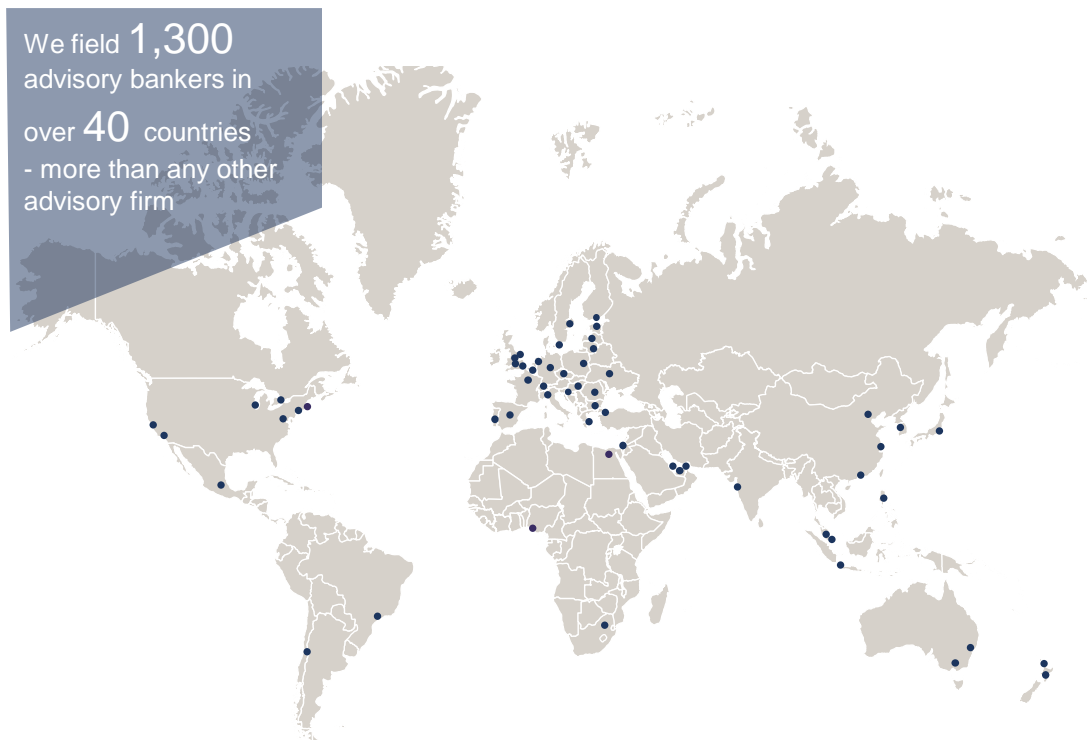 We field 1,300
advisory bankers in
over 40 countries
- more than any other
advisory firm